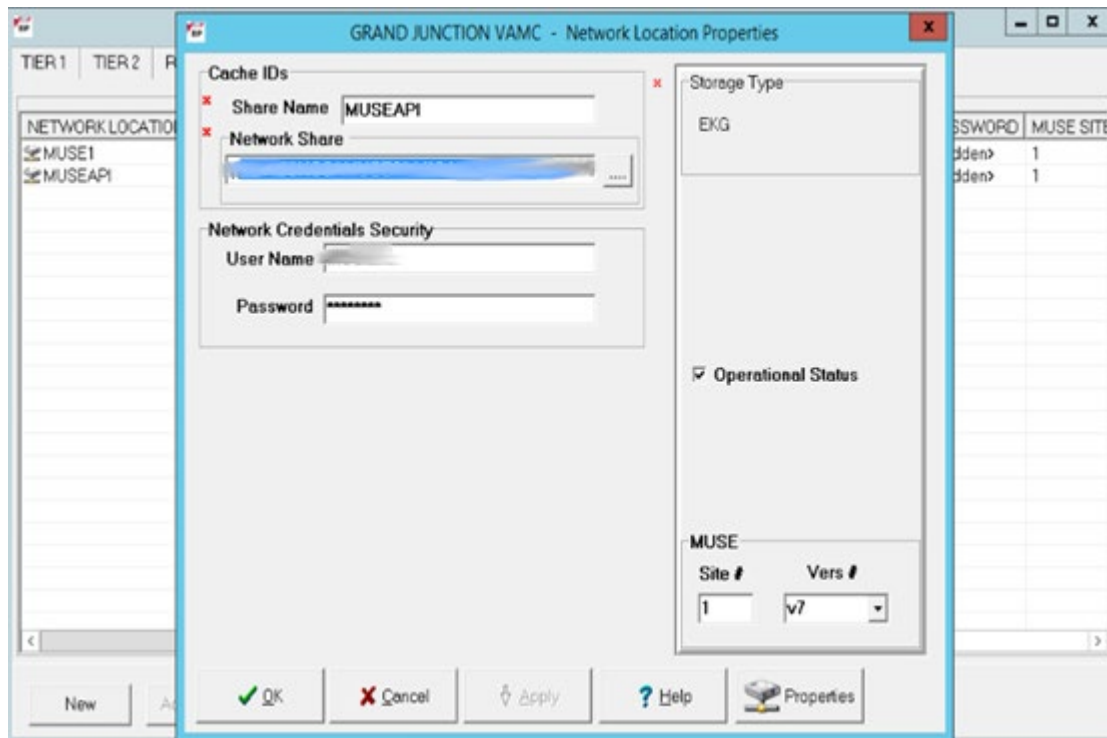 GRAND JUNCTION VAMC - Network Location Properties
TIER 1 TIER 2
NETWORK LOCATIO
MUSE1
MUSEAPI
Cache IDs
Share Name MUSEAPI
Network Share
....
Network Credentials Security
User Name
Password ********
Storage Type
EKG
Operational Status
MUSE
Site # Vers #
1 v7
SSWORD MUSE SITE
dden> 1
dden> 1
New
OK Cancel Apply Help Properties